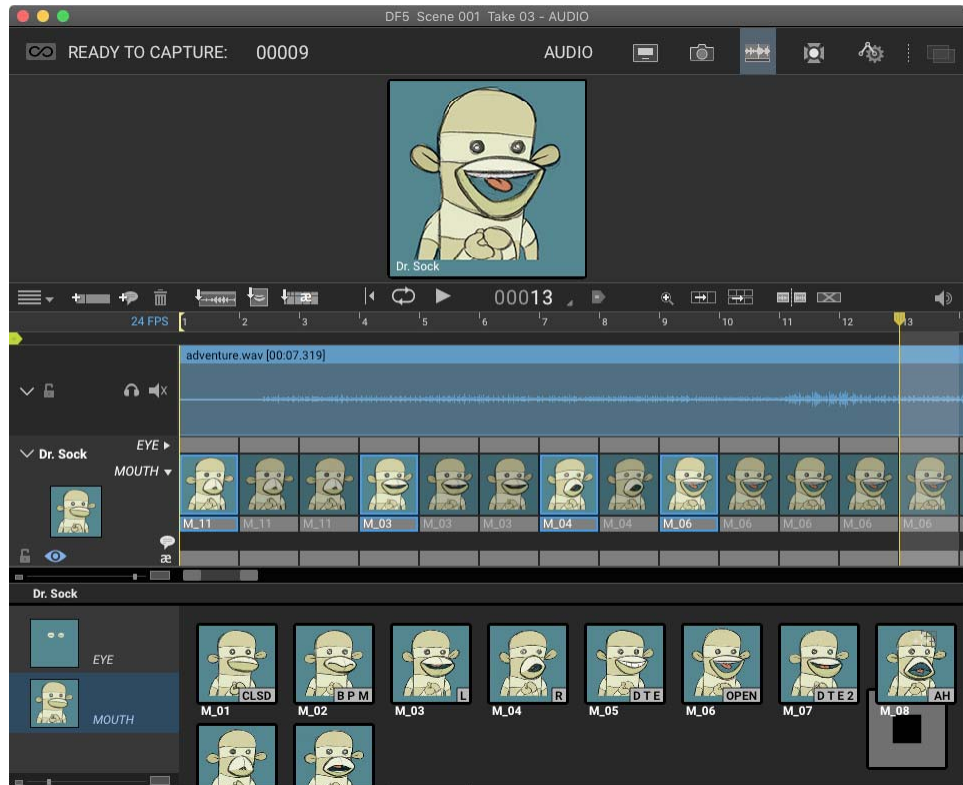 DF5 Scene 001 Take 03 - AUDIO
READY TO CAPTURE: 00009 AUDIO
Dr. Sock
00013
24 FPS 1 2 3 4 5 6 7 8 9 10 11 12 13
adventure.wav [00:07.319]
EYE
Dr. Sock
MOUTH
M_11 M_11 M_11 M_03 M_03 M_03 M_04 M_04 M_06 M_06 M_06 M_06 M_06
æ
Dr. Sock
EYE
MOUTH
CLSD B P M L R D T E OPEN D T E 2 AH
M_01 M_02 M_03 M_04 M_05 M_06 M_07 M_08